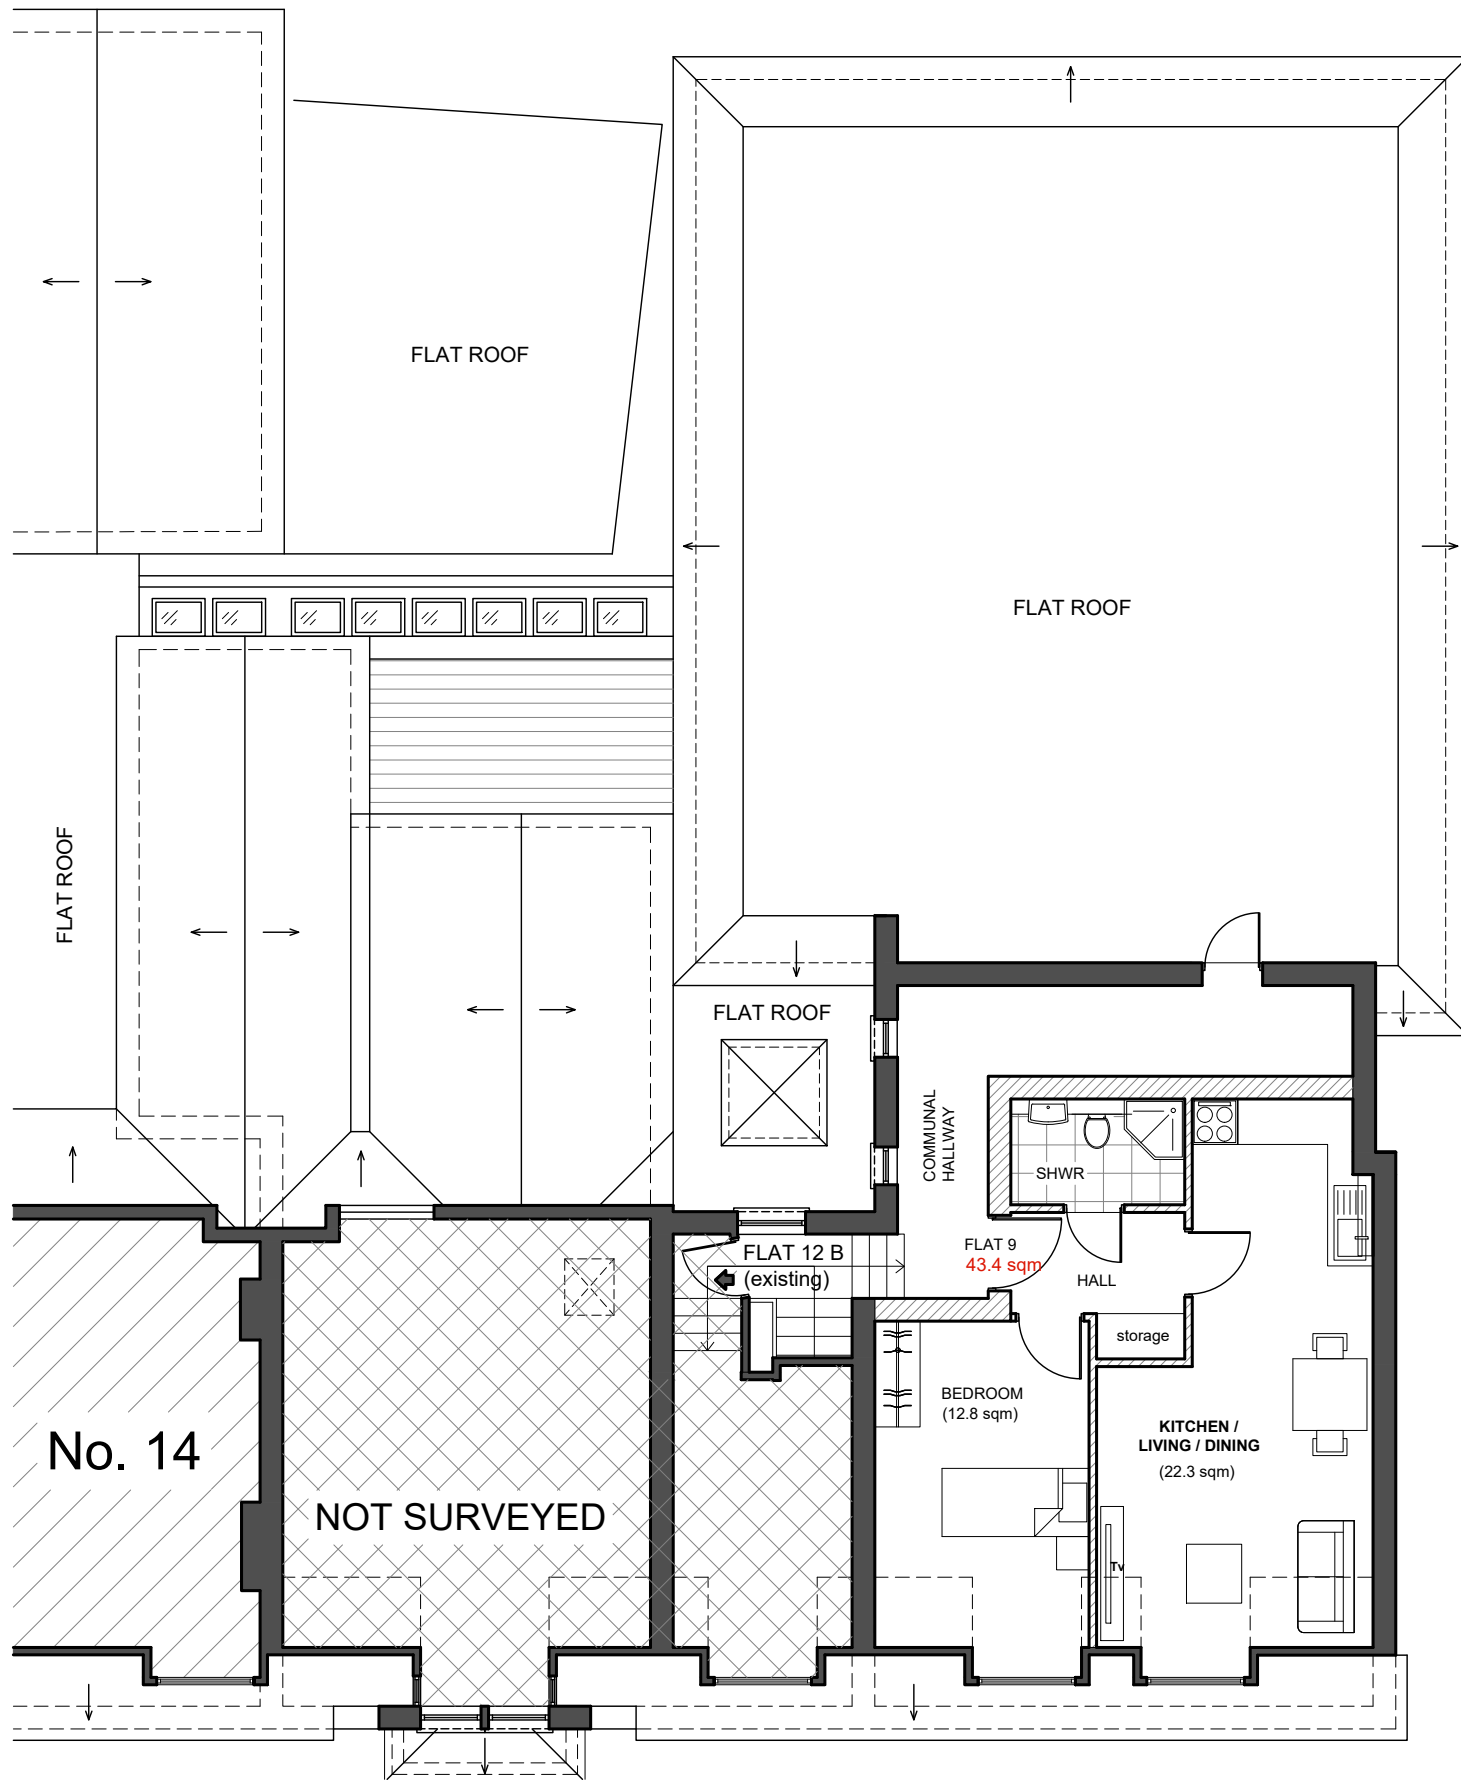 FLAT ROOF
FLAT ROOF
FLAT ROOF
FLAT ROOF
COMMUNAL
HALLWAY
SHWR
FLAT 9
43.4 sqm
HALL
FLAT 12 B
(existing)
storage
BEDROOM
(12.8 sqm)
KITCHEN /
LIVING / DINING
(22.3 sqm)
No. 14
NOT SURVEYED
Tv